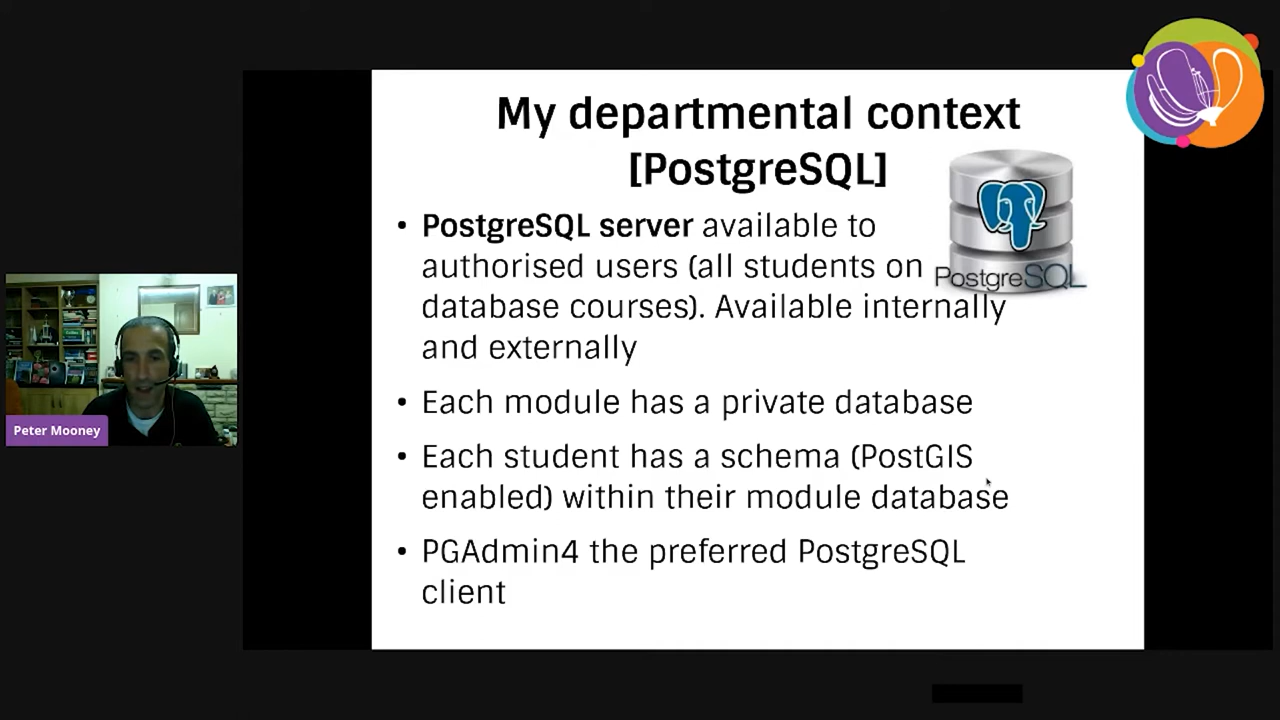 My departmental context
[PostgreSQL]
• PostgreSQL server available to
authorised users (all students on
database courses). Available internally
and externally
• Each module has a private database
• Each student has a schema (PostGIS
enabled) within their module database
• PGAdmin4 the preferred PostgreSQL
client
PostgreSQL
Peter Mooney